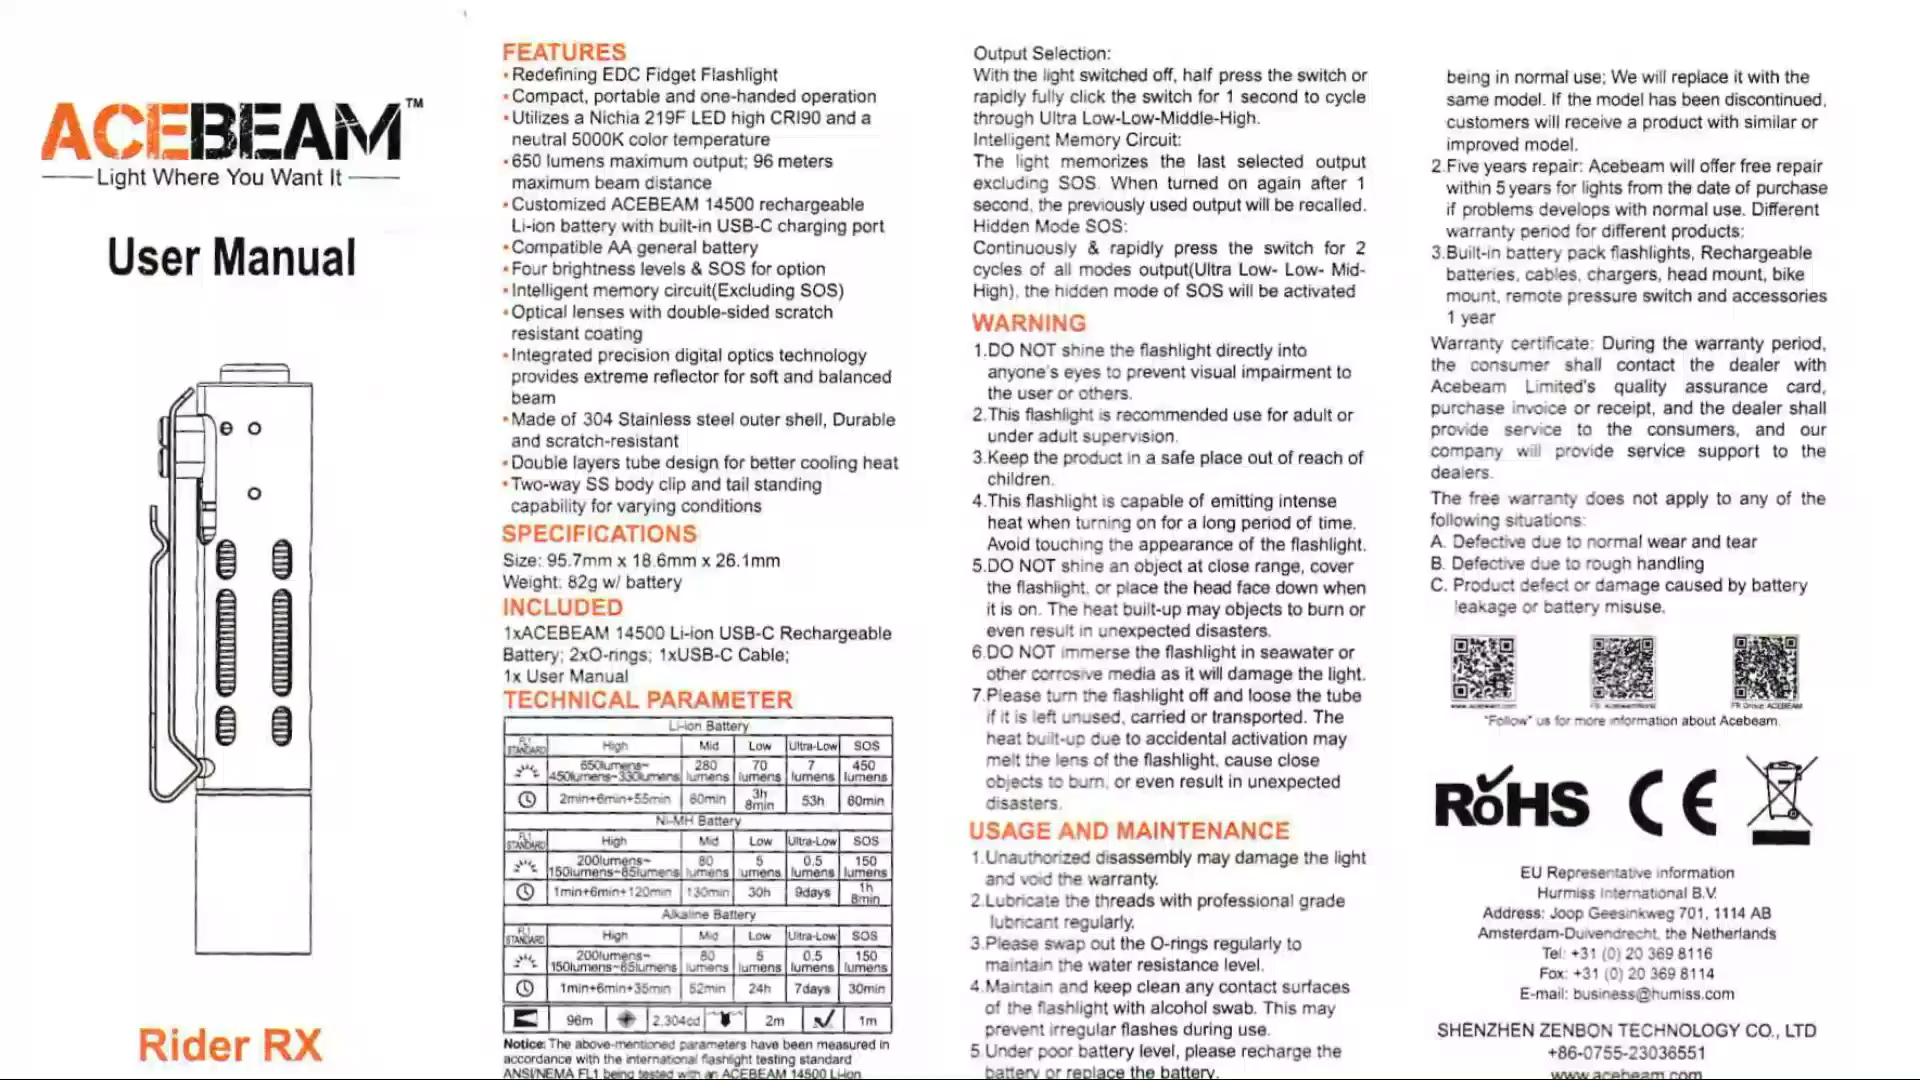 ACEBEAM™
Light Where You Want It
User Manual
Rider RX
FEATURES
• Redefining EDC Fidget Flashlight
• Compact, portable and one-handed operation
• Utilizes a Nichia 219F LED high CRI90 and a
neutral 5000K color temperature
• 650 lumens maximum output; 96 meters
maximum beam distance
• Customized ACEBEAM 14500 rechargeable
Li-ion battery with built-in USB-C charging port
• Compatible AA general battery
• Four brightness levels & SOS for option
• Intelligent memory circuit(Excluding SOS)
• Optical lenses with double-sided scratch
resistant coating
• Integrated precision digital optics technology
provides extreme reflector for soft and balanced
beam
• Made of 304 Stainless steel outer shell, Durable
and scratch-resistant
• Double layers tube design for better cooling heat
• Two-way SS body clip and tail standing
capability for varying conditions
SPECIFICATIONS
Size: 95.7mm x 18.6mm x 26.1mm
Weight: 82g w/ battery
INCLUDED
1xACEBEAM 14500 Li-ion USB-C Rechargeable
Battery; 2xO-rings; 1xUSB-C Cable;
1x User Manual
TECHNICAL PARAMETER
Li-ion Battery
FL1 STANDARD High Mid Low Ultra-Low SOS
650lumens~ 450lumens~330lumens 280 lumens 70 lumens 7 lumens 450 lumens
2min+6min+55min 60min 3h 8min 53h 60min
Ni-MH Battery
FL1 STANDARD High Mid Low Ultra-Low SOS
200lumens~ 150lumens~85lumens 80 lumens 5 umens 0.5 lumens 150 lumens
1min+6min+120min 130min 30h 9days 1h 8min
Alkaline Battery
FL1 STANDARD High Mid Low Ultra-Low SOS
200lumens~ 150lumens~65lumens 80 lumens 5 lumens 0.5 lumens 150 lumens
1min+6min+35min 52min 24h 7days 30min
96m 2,304cd 2m 1m
Notice: The above-mentioned parameters have been measured in
accordance with the international flashlight testing standard
ANSI/NEMA FL1 being tested with an ACEBEAM 14500 Li-ion
Output Selection:
With the light switched off, half press the switch or
rapidly fully click the switch for 1 second to cycle
through Ultra Low-Low-Middle-High.
Intelligent Memory Circuit:
The light memorizes the last selected output
excluding SOS. When turned on again after 1
second, the previously used output will be recalled.
Hidden Mode SOS:
Continuously & rapidly press the switch for 2
cycles of all modes output(Ultra Low- Low- Mid-
High), the hidden mode of SOS will be activated
WARNING
1.DO NOT shine the flashlight directly into
anyone's eyes to prevent visual impairment to
the user or others.
2.This flashlight is recommended use for adult or
under adult supervision.
3.Keep the product in a safe place out of reach of
children.
4.This flashlight is capable of emitting intense
heat when turning on for a long period of time.
Avoid touching the appearance of the flashlight.
5.DO NOT shine an object at close range, cover
the flashlight, or place the head face down when
it is on. The heat built-up may objects to burn or
even result in unexpected disasters.
6.DO NOT immerse the flashlight in seawater or
other corrosive media as it will damage the light.
7.Please turn the flashlight off and loose the tube
if it is left unused, carried or transported. The
heat built-up due to accidental activation may
melt the lens of the flashlight, cause close
objects to burn, or even result in unexpected
disasters.
USAGE AND MAINTENANCE
1.Unauthorized disassembly may damage the light
and void the warranty.
2.Lubricate the threads with professional grade
lubricant regularly.
3.Please swap out the O-rings regularly to
maintain the water resistance level.
4.Maintain and keep clean any contact surfaces
of the flashlight with alcohol swab. This may
prevent irregular flashes during use.
5.Under poor battery level, please recharge the
battery or replace the battery.
being in normal use; We will replace it with the
same model. If the model has been discontinued,
customers will receive a product with similar or
improved model.
2.Five years repair: Acebeam will offer free repair
within 5 years for lights from the date of purchase
if problems develops with normal use. Different
warranty period for different products:
3.Built-in battery pack flashlights, Rechargeable
batteries, cables, chargers, head mount, bike
mount, remote pressure switch and accessories
1 year
Warranty certificate: During the warranty period,
the consumer shall contact the dealer with
Acebeam Limited's quality assurance card,
purchase invoice or receipt, and the dealer shall
provide service to the consumers, and our
company will provide service support to the
dealers.
The free warranty does not apply to any of the
following situations:
A. Defective due to normal wear and tear
B. Defective due to rough handling
C. Product defect or damage caused by battery
leakage or battery misuse.
www.acebeam.com FB: acebeamWorld FB Group: ACEBEAM
"Follow" us for more information about Acebeam.
RoHS CE
EU Representative information
Hurmiss International B.V.
Address: Joop Geesinkweg 701, 1114 AB
Amsterdam-Duivendrecht, the Netherlands
Tel: +31 (0) 20 369 8116
Fox: +31 (0) 20 369 8114
E-mail: business@humiss.com
SHENZHEN ZENBON TECHNOLOGY CO., LTD
+86-0755-23036551
www.acebeam.com